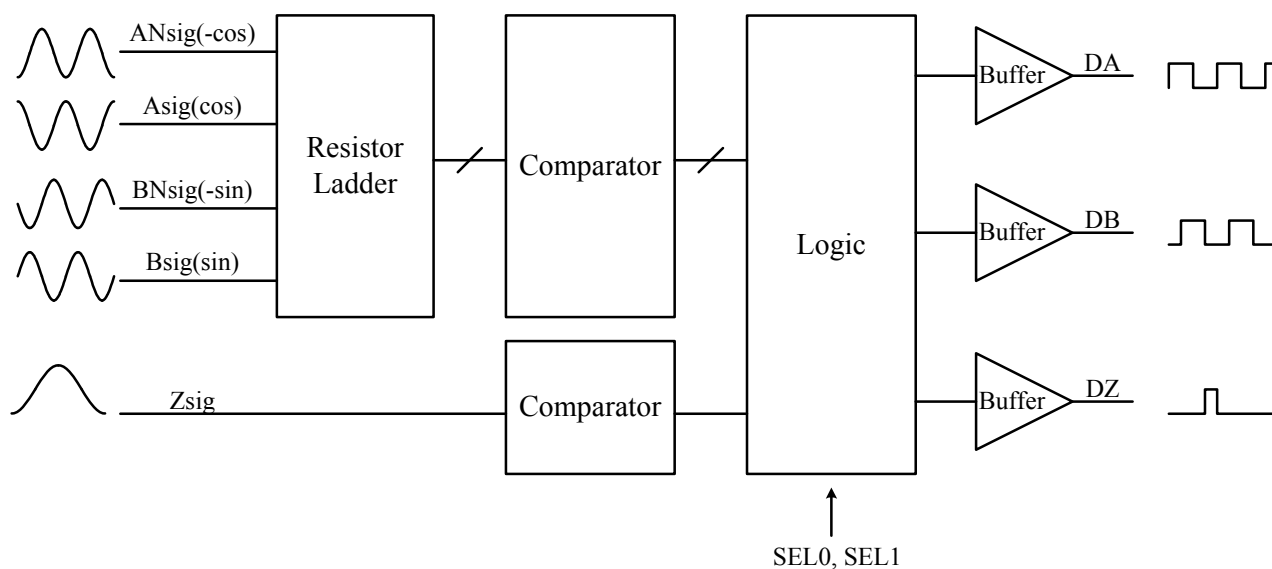 ANsig(-cos)
Asig(cos)
BNsig(-sin)
Bsig(sin)
Zsig
Resistor
Ladder
Comparator
Comparator
Logic
SEL0, SEL1
Buffer
DA
Buffer
DB
Buffer
DZ